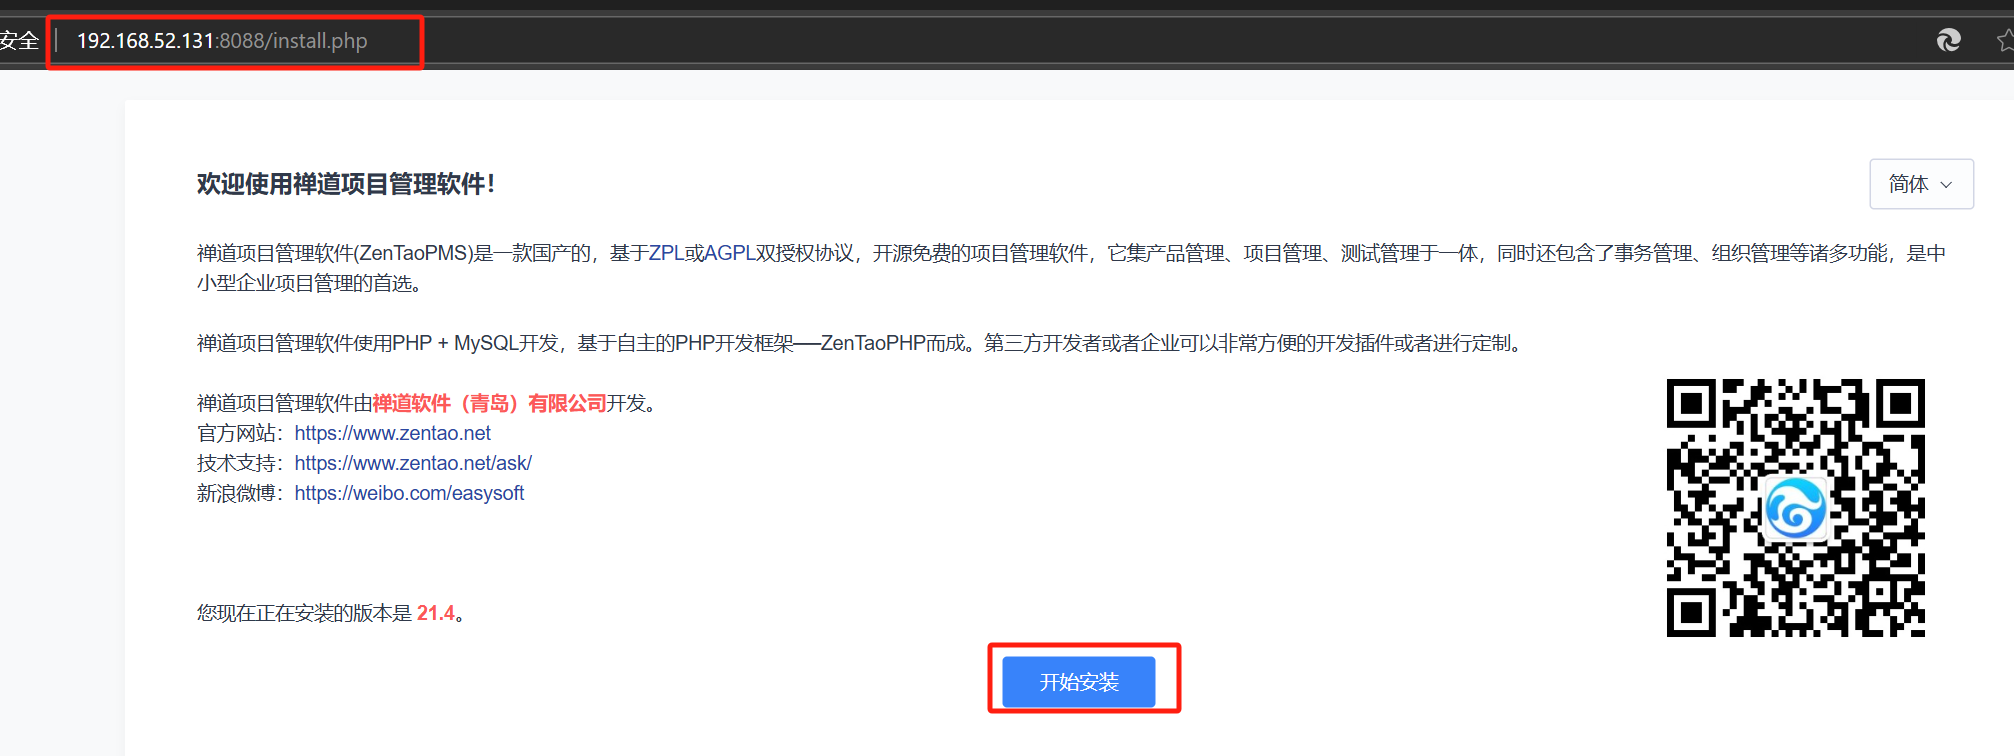 安全 192.168.52.131:8088/install.php
欢迎使用禅道项目管理软件！
简体
禅道项目管理软件(ZenTaoPMS)是一款国产的，基于ZPL或AGPL双授权协议，开源免费的项目管理软件，它集产品管理、项目管理、测试管理于一体，同时还包含了事务管理、组织管理等诸多功能，是中
小型企业项目管理的首选。
禅道项目管理软件使用PHP + MySQL开发，基于自主的PHP开发框架──ZenTaoPHP而成。第三方开发者或者企业可以非常方便的开发插件或者进行定制。
禅道项目管理软件由禅道软件（青岛）有限公司开发。
官方网站：https://www.zentao.net
技术支持：https://www.zentao.net/ask/
新浪微博：https://weibo.com/easysoft
您现在正在安装的版本是 21.4。
开始安装